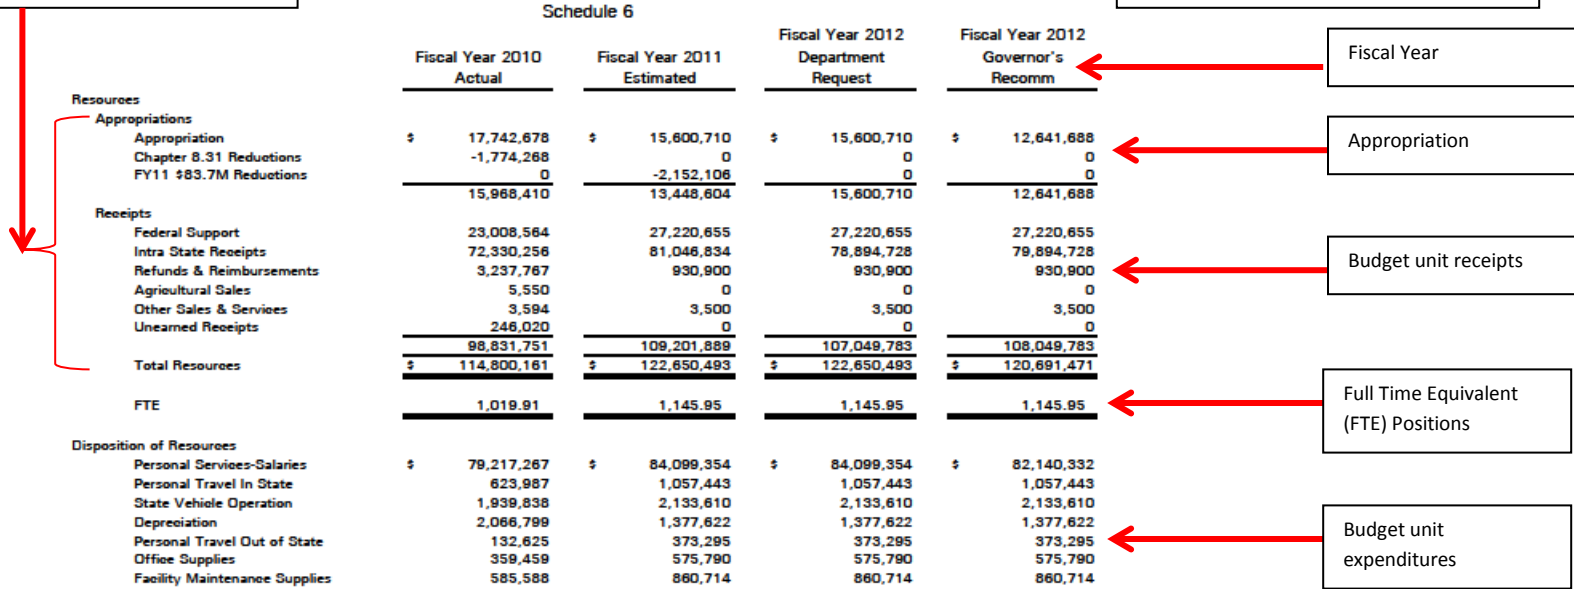 Schedule 6
Fiscal Year 2012 Fiscal Year 2012
Fiscal Year 2010 Fiscal Year 2011 Department Governor's
Actual Estimated Request Recomm
Fiscal Year
Resources
Appropriations
Appropriation $ 17,742,678 $ 15,600,710 $ 15,600,710 $ 12,641,688
Appropriation
Chapter 8.31 Reductions -1,774,268 0 0 0
FY11 $83.7M Reductions 0 -2,152,106 0 0
15,968,410 13,448,604 15,600,710 12,641,688
Receipts
Federal Support 23,008,564 27,220,655 27,220,655 27,220,655
Intra State Receipts 72,330,256 81,046,834 78,894,728 79,894,728
Budget unit receipts
Refunds & Reimbursements 3,237,767 930,900 930,900 930,900
Agricultural Sales 5,550 0 0 0
Other Sales & Services 3,594 3,500 3,500 3,500
Unearned Receipts 246,020 0 0 0
98,831,751 109,201,889 107,049,783 108,049,783
Total Resources $ 114,800,161 $ 122,650,493 $ 122,650,493 $ 120,691,471
FTE 1,019.91 1,145.95 1,145.95 1,145.95
Full Time Equivalent
(FTE) Positions
Disposition of Resources
Personal Services-Salaries $ 79,217,267 $ 84,099,354 $ 84,099,354 $ 82,140,332
Personal Travel In State 623,987 1,057,443 1,057,443 1,057,443
State Vehicle Operation 1,939,838 2,133,610 2,133,610 2,133,610
Depreciation 2,066,799 1,377,622 1,377,622 1,377,622
Personal Travel Out of State 132,625 373,295 373,295 373,295
Office Supplies 359,459 575,790 575,790 575,790
Facility Maintenance Supplies 585,588 860,714 860,714 860,714
Budget unit
expenditures